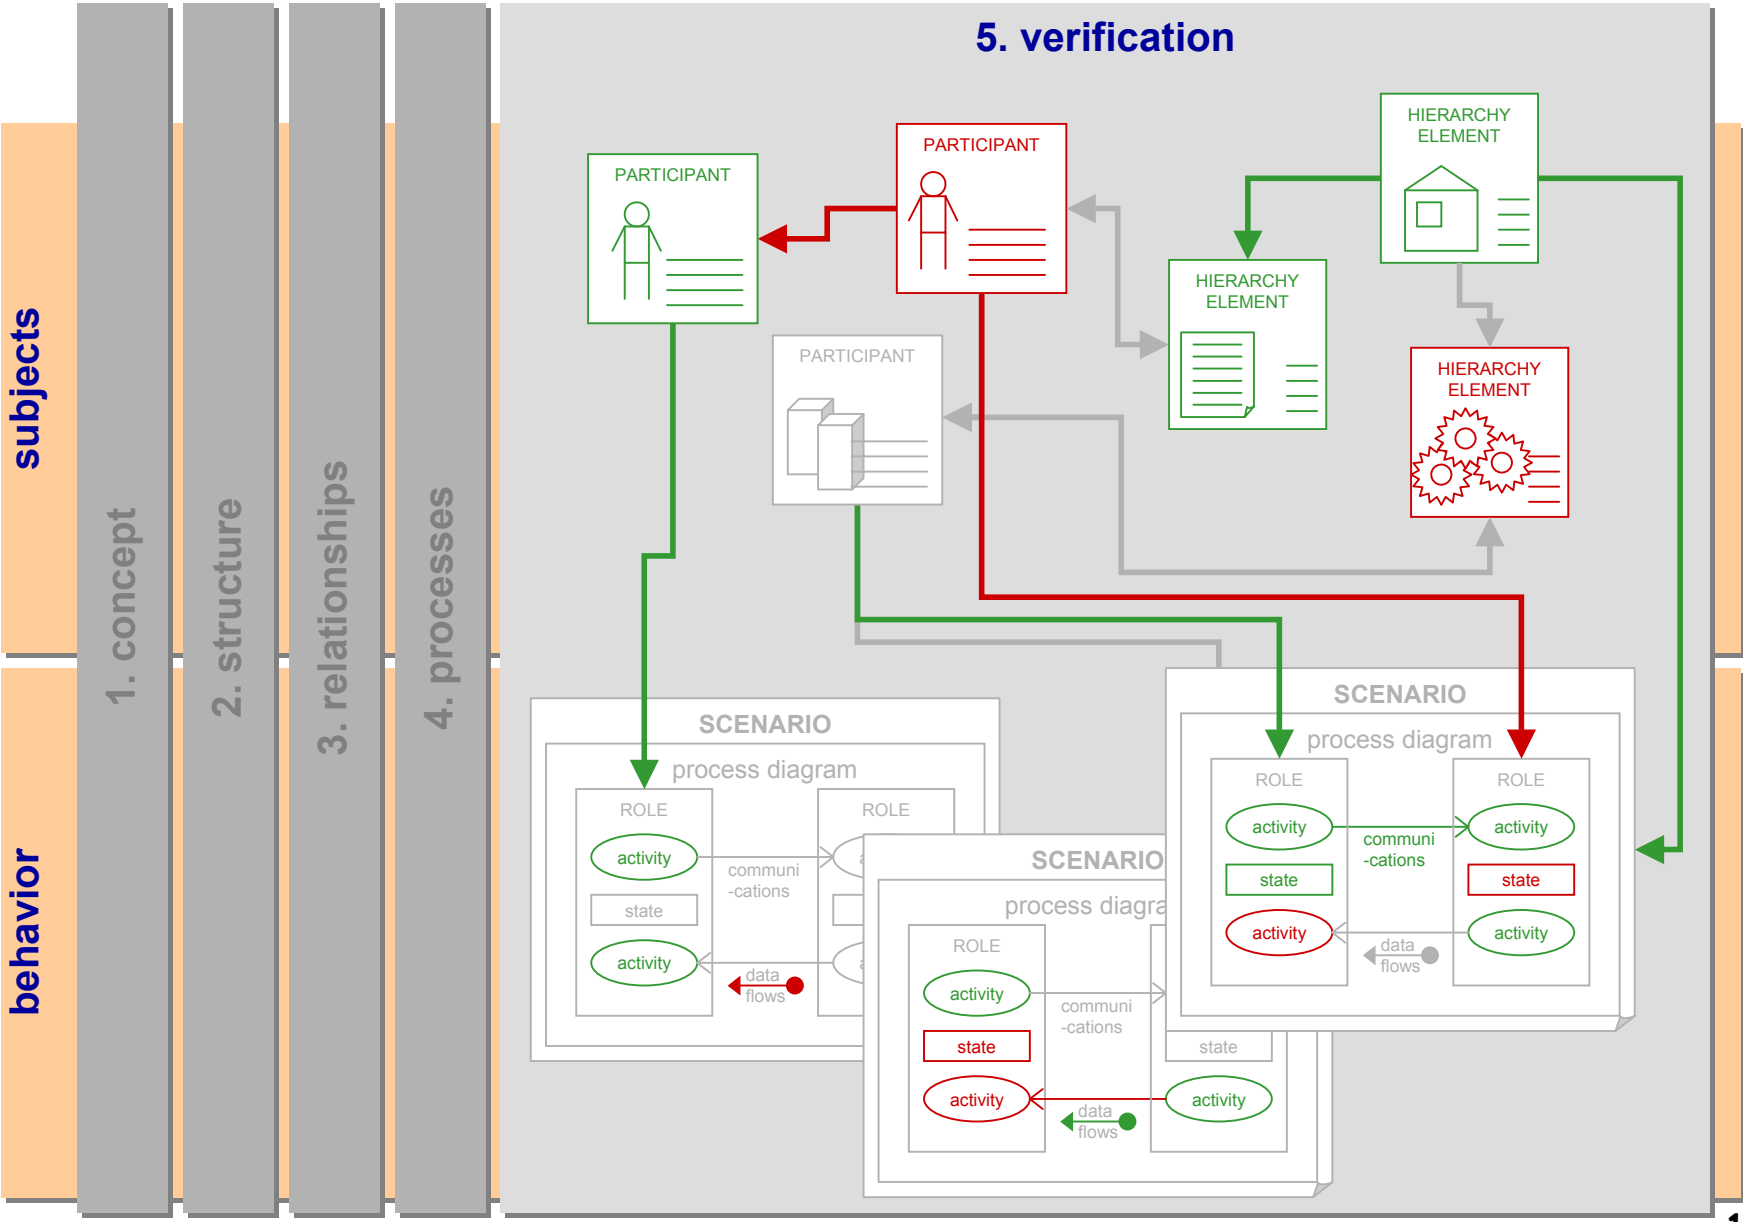 5. verification
subjects
behavior
1. concept
2. structure
3. relationships
4. processes
PARTICIPANT
PARTICIPANT
HIERARCHY
ELEMENT
HIERARCHY
ELEMENT
PARTICIPANT
HIERARCHY
ELEMENT
SCENARIO
process diagram
ROLE
ROLE
activity
communi
-cations
a
state
activity
a
data
flows
SCENARIO
process diagra
ROLE
activity
communi
-cations
state
state
activity
activity
data
flows
SCENARIO
process diagram
ROLE
ROLE
activity
activity
communi
-cations
state
state
activity
activity
data
flows